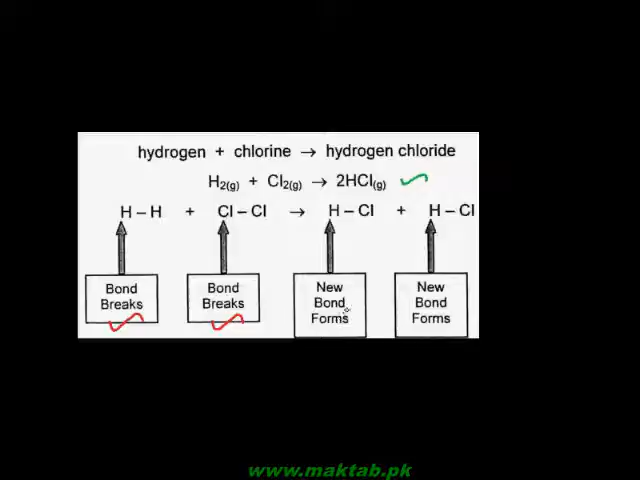 hydrogen + chlorine → hydrogen chloride
H₂(g) + Cl₂(g) → 2HCl(g)
H – H + Cl – Cl → H – Cl + H – Cl
Bond Breaks
Bond Breaks
New Bond Forms
New Bond Forms
www.maktab.pk